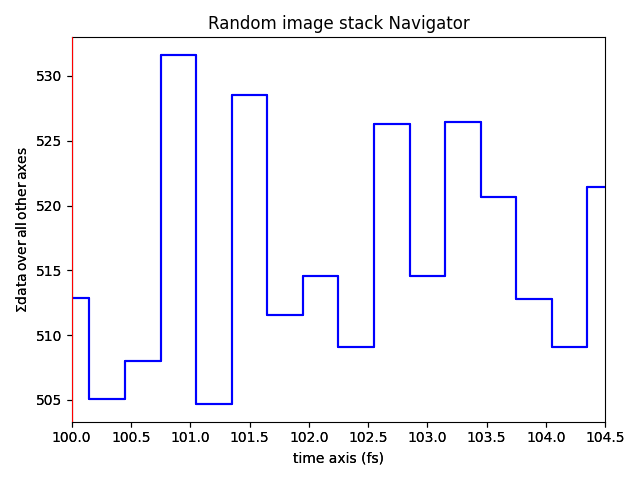 Random image stack Navigator
530
525
520
515
510
505
Σdata over all other axes
100.0 100.5 101.0 101.5 102.0 102.5 103.0 103.5 104.0 104.5
time axis (fs)